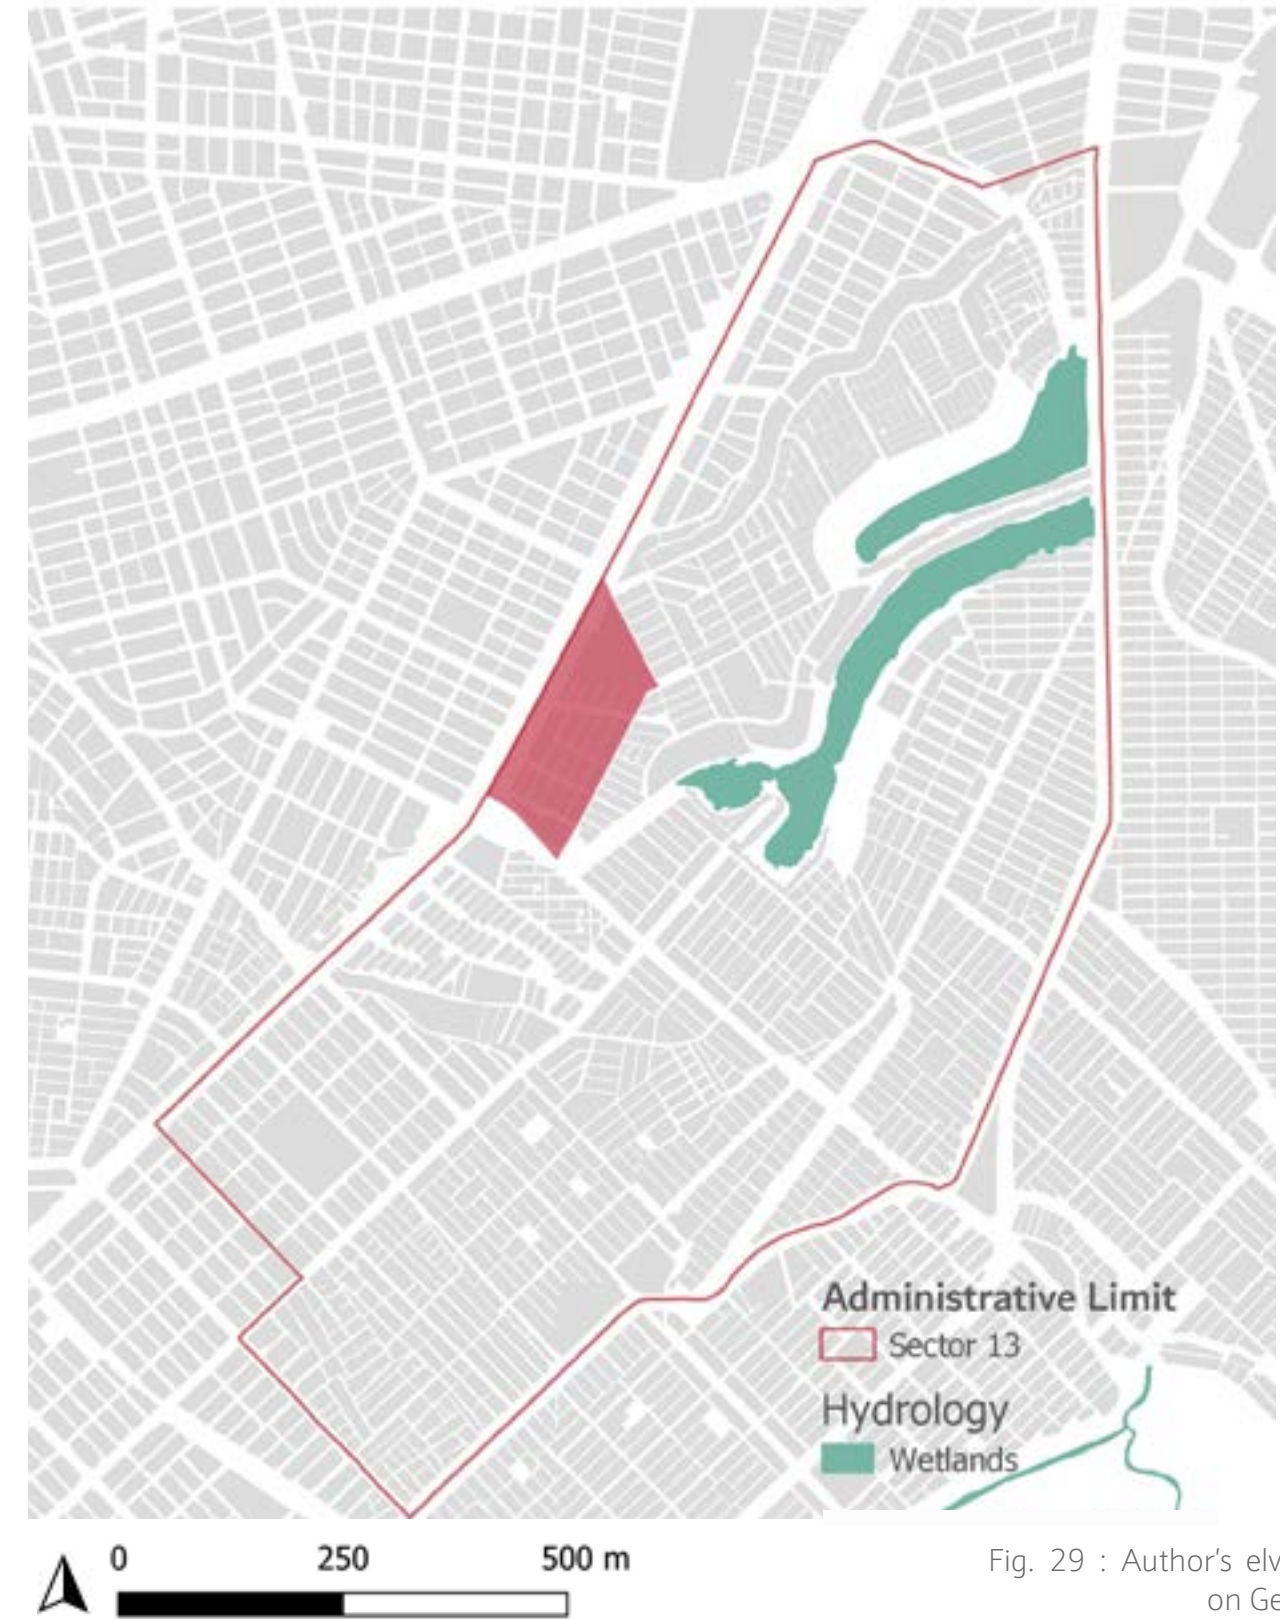 Administrative Limit
Sector 13
Hydrology
Wetlands
0 250 500 m
Fig. 29 : Author's elv
on Ge